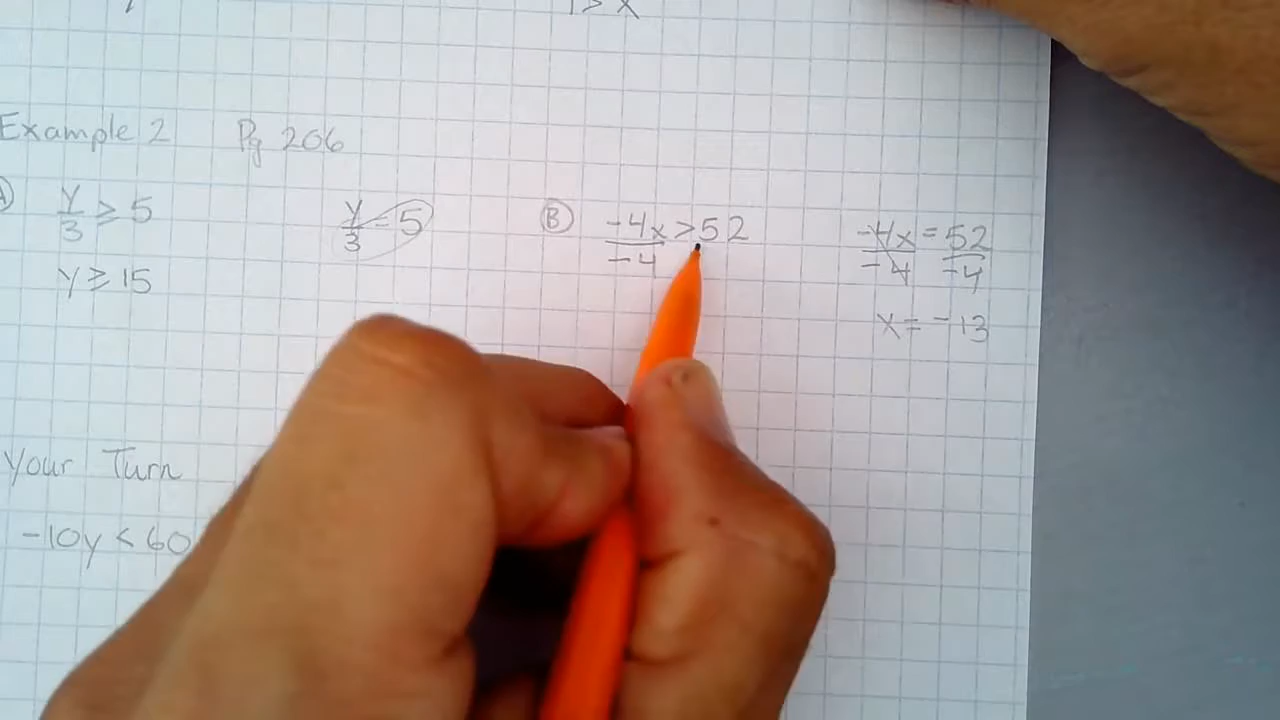 1 > x
Example 2 Pg 206
A y/3 ≥ 5
y ≥ 15
y/3 = 5
B -4x > 52
-4
-4x = 52
-4 -4
x = -13
Your Turn
-10y < 60